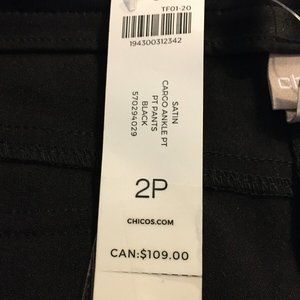 TF01-20
194300312342
SATIN
CARGO ANKLE PT
PT PANTS
BLACK
570294029
2P
CHICOS.COM
CAN:$109.00